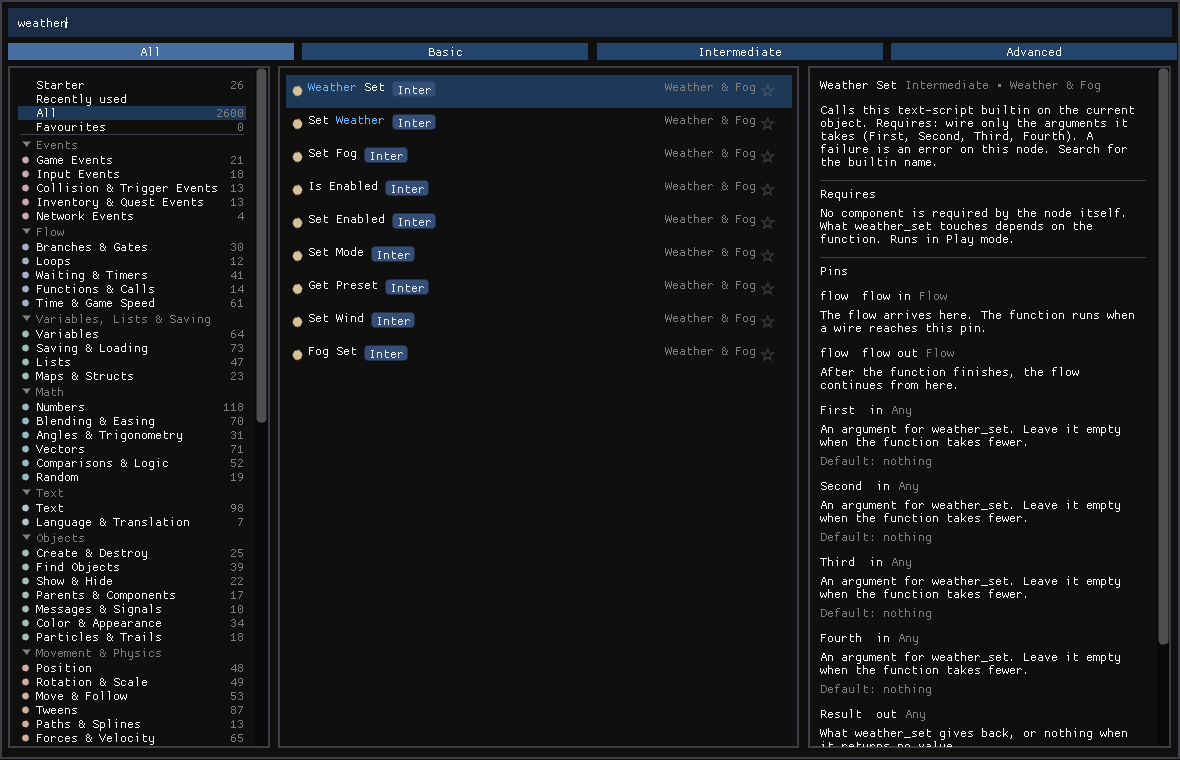 weather
All
Basic
Intermediate
Advanced
Starter 26
Recently used
All 2600
Favourites 0
Events
Game Events 21
Input Events 18
Collision & Trigger Events 13
Inventory & Quest Events 13
Network Events 4
Flow
Branches & Gates 30
Loops 12
Waiting & Timers 41
Functions & Calls 14
Time & Game Speed 61
Variables, Lists & Saving
Variables 64
Saving & Loading 73
Lists 47
Maps & Structs 23
Math
Numbers 118
Blending & Easing 70
Angles & Trigonometry 31
Vectors 71
Comparisons & Logic 52
Random 19
Text
Text 98
Language & Translation 7
Objects
Create & Destroy 25
Find Objects 39
Show & Hide 22
Parents & Components 17
Messages & Signals 10
Color & Appearance 34
Particles & Trails 18
Movement & Physics
Position 48
Rotation & Scale 49
Move & Follow 53
Tweens 87
Paths & Splines 13
Forces & Velocity 65
Weather Set Inter Weather & Fog
Set Weather Inter Weather & Fog
Set Fog Inter Weather & Fog
Is Enabled Inter Weather & Fog
Set Enabled Inter Weather & Fog
Set Mode Inter Weather & Fog
Get Preset Inter Weather & Fog
Set Wind Inter Weather & Fog
Fog Set Inter Weather & Fog
Weather Set Intermediate • Weather & Fog
Calls this text-script builtin on the current
object. Requires: wire only the arguments it
takes (First, Second, Third, Fourth). A
failure is an error on this node. Search for
the builtin name.
Requires
No component is required by the node itself.
What weather_set touches depends on the
function. Runs in Play mode.
Pins
flow flow in Flow
The flow arrives here. The function runs when
a wire reaches this pin.
flow flow out Flow
After the function finishes, the flow
continues from here.
First in Any
An argument for weather_set. Leave it empty
when the function takes fewer.
Default: nothing
Second in Any
An argument for weather_set. Leave it empty
when the function takes fewer.
Default: nothing
Third in Any
An argument for weather_set. Leave it empty
when the function takes fewer.
Default: nothing
Fourth in Any
An argument for weather_set. Leave it empty
when the function takes fewer.
Default: nothing
Result out Any
What weather_set gives back, or nothing when
it returns no value.